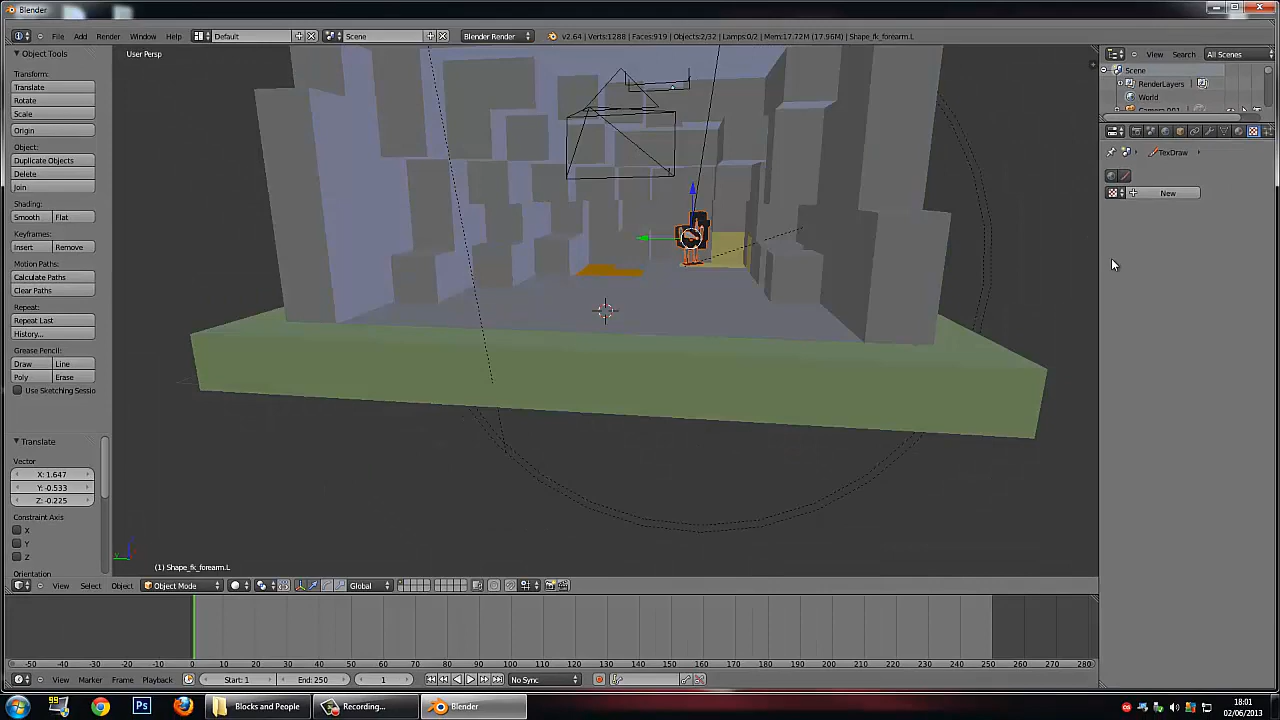 Blender
File Add Render Window Help Default Scene Blender Render v2.64 | Verts:1288 | Faces:919 | Objects:2/32 | Lamps:0/2 | Mem:17.72M (17.96M) | Shape_fk_forearm.L
View Search All Scenes
Object Tools
User Persp
Scene
RenderLayers
World
Camera.001
Transform:
Translate
Rotate
Scale
Origin
Object:
Duplicate Objects
Delete
Join
Shading:
Smooth Flat
Keyframes:
Insert Remove
Motion Paths:
Calculate Paths
Clear Paths
Repeat:
Repeat Last
History...
Grease Pencil:
Draw Line
Poly Erase
Use Sketching Sessio
TexDraw
New
Translate
Vector
X: 1.647
Y: -0.533
Z: -0.225
Constraint Axis
X
Y
Z
Orientation
(1) Shape_fk_forearm.L
View Select Object Object Mode Global
-50 -40 -30 -20 -10 0 10 20 30 40 50 60 70 80 90 100 110 120 130 140 150 160 170 180 190 200 210 220 230 240 250 260 270 280
View Marker Frame Playback Start: 1 End: 250 1 No Sync
Blocks and People Recording... Blender
18:01
02/06/2013